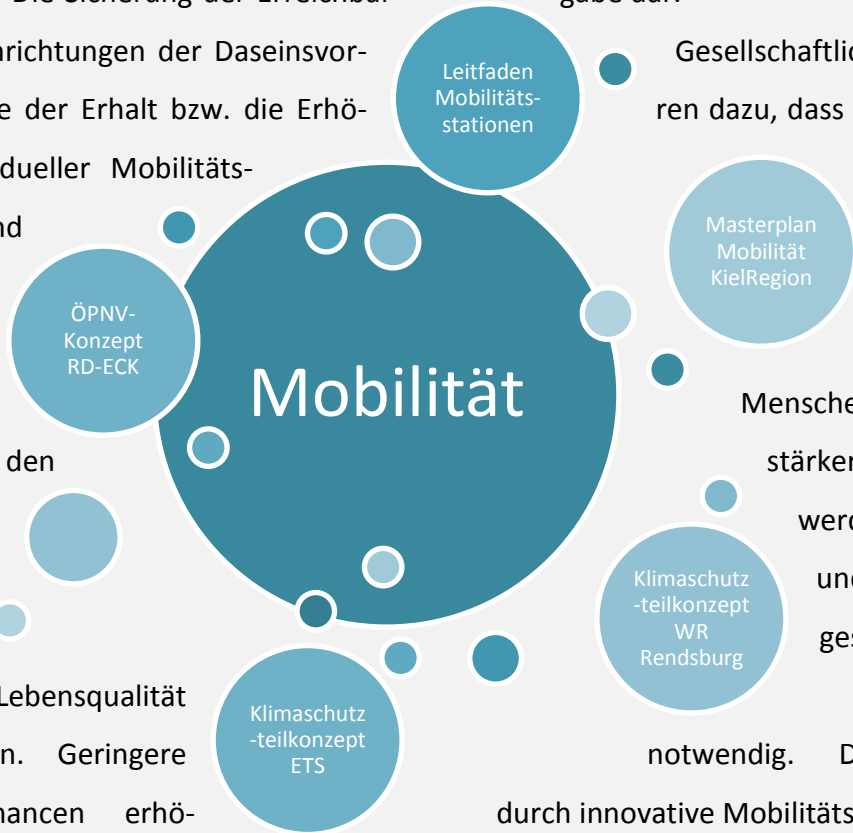 Die Sicherung der Erreichbar-
nrichtungen der Daseinsvor-
e der Erhalt bzw. die Erhö-
dueller Mobilitäts-
nd
den
Lebensqualität
n. Geringere
hancen erhö-
Leitfaden
Mobilitäts-
stationen
Masterplan
Mobilität
KielRegion
ÖPNV-
Konzept
RD-ECK
Mobilität
Klimaschutz
-teilkonzept
WR
Rendsburg
Klimaschutz
-teilkonzept
ETS
gabe dar.
Gesellschaftlic
ren dazu, dass
Mensche
stärker
werd
und
ges
notwendig. D
durch innovative Mobilitäts